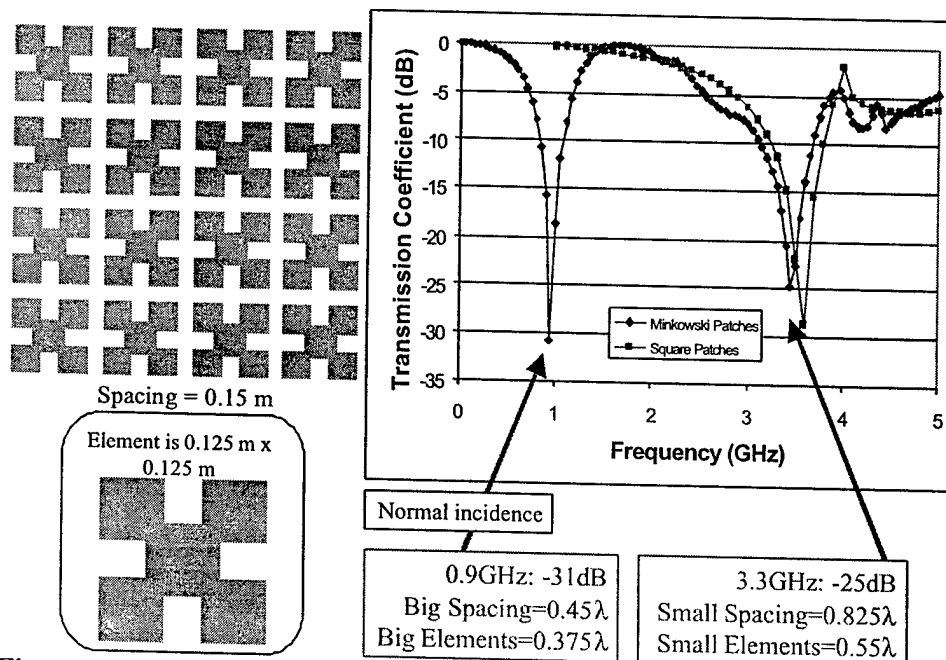 Spacing = 0.15 m
Element is 0.125 m x
0.125 m
Transmission Coefficient (dB)
0
-5
-10
-15
-20
-25
-30
-35
Minkowski Patches
Square Patches
0 1 2 3 4 5
Frequency (GHz)
Normal incidence
0.9GHz: -31dB
Big Spacing=0.45λ
Big Elements=0.375λ
3.3GHz: -25dB
Small Spacing=0.825λ
Small Elements=0.55λ